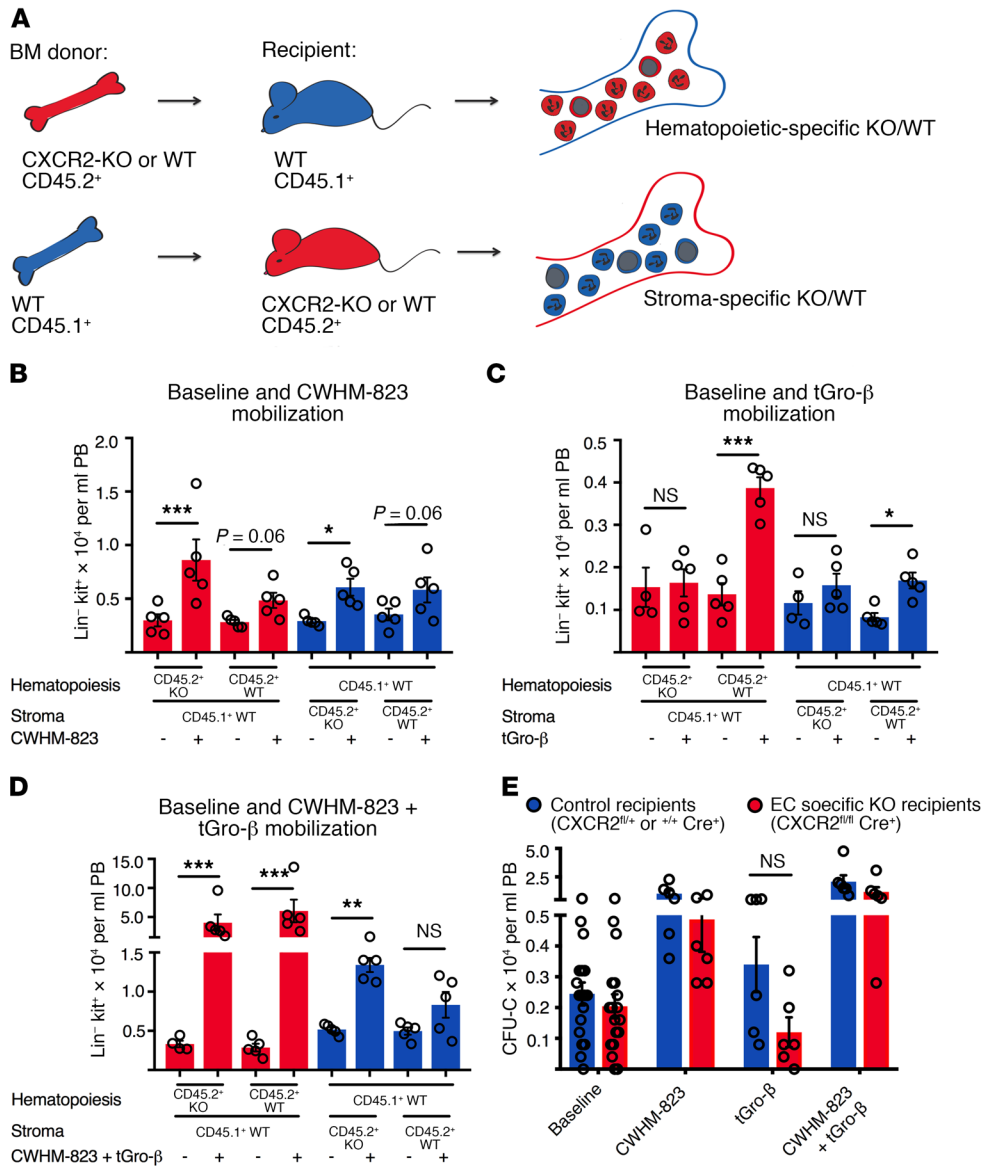 A
BM donor:
Recipient:
CXCR2-KO or WT
CD45.2+
WT
CD45.1+
Hematopoietic-specific KO/WT
WT
CD45.1+
CXCR2-KO or WT
CD45.2+
Stroma-specific KO/WT
B
Baseline and CWHM-823
mobilization
Lin⁻ kit⁺ × 10⁴ per ml PB
2.0
1.5
1.0
0.5
***
P = 0.06
*
P = 0.06
Hematopoiesis
CD45.2⁺
KO
CD45.2⁺
WT
CD45.1⁺ WT
Stroma
CD45.1⁺ WT
CD45.2⁺
KO
CD45.2⁺
WT
CWHM-823
- + - + - + - +
C
Baseline and tGro-β
mobilization
Lin⁻ kit⁺ × 10⁴ per ml PB
0.5
0.4
0.3
0.2
0.1
NS
***
NS
*
Hematopoiesis
CD45.2⁺
KO
CD45.2⁺
WT
CD45.1⁺ WT
Stroma
CD45.1⁺ WT
CD45.2⁺
KO
CD45.2⁺
WT
tGro-β
- + - + - + - +
D
Baseline and CWHM-823 +
tGro-β mobilization
Lin⁻ kit⁺ × 10⁴ per ml PB
15.0
10.0
5.0
1.5
1.0
0.5
***
***
**
NS
Hematopoiesis
CD45.2⁺
KO
CD45.2⁺
WT
CD45.1⁺ WT
Stroma
CD45.1⁺ WT
CD45.2⁺
KO
CD45.2⁺
WT
CWHM-823 + tGro-β
- + - + - + - +
E
Control recipients
(CXCR2fl/+ or +/+ Cre+)
EC soecific KO recipients
(CXCR2fl/fl Cre+)
CFU-C × 10⁴ per ml PB
5.0
2.5
0.5
0.4
0.3
0.2
0.1
NS
Baseline
CWHM-823
tGro-β
CWHM-823
+ tGro-β